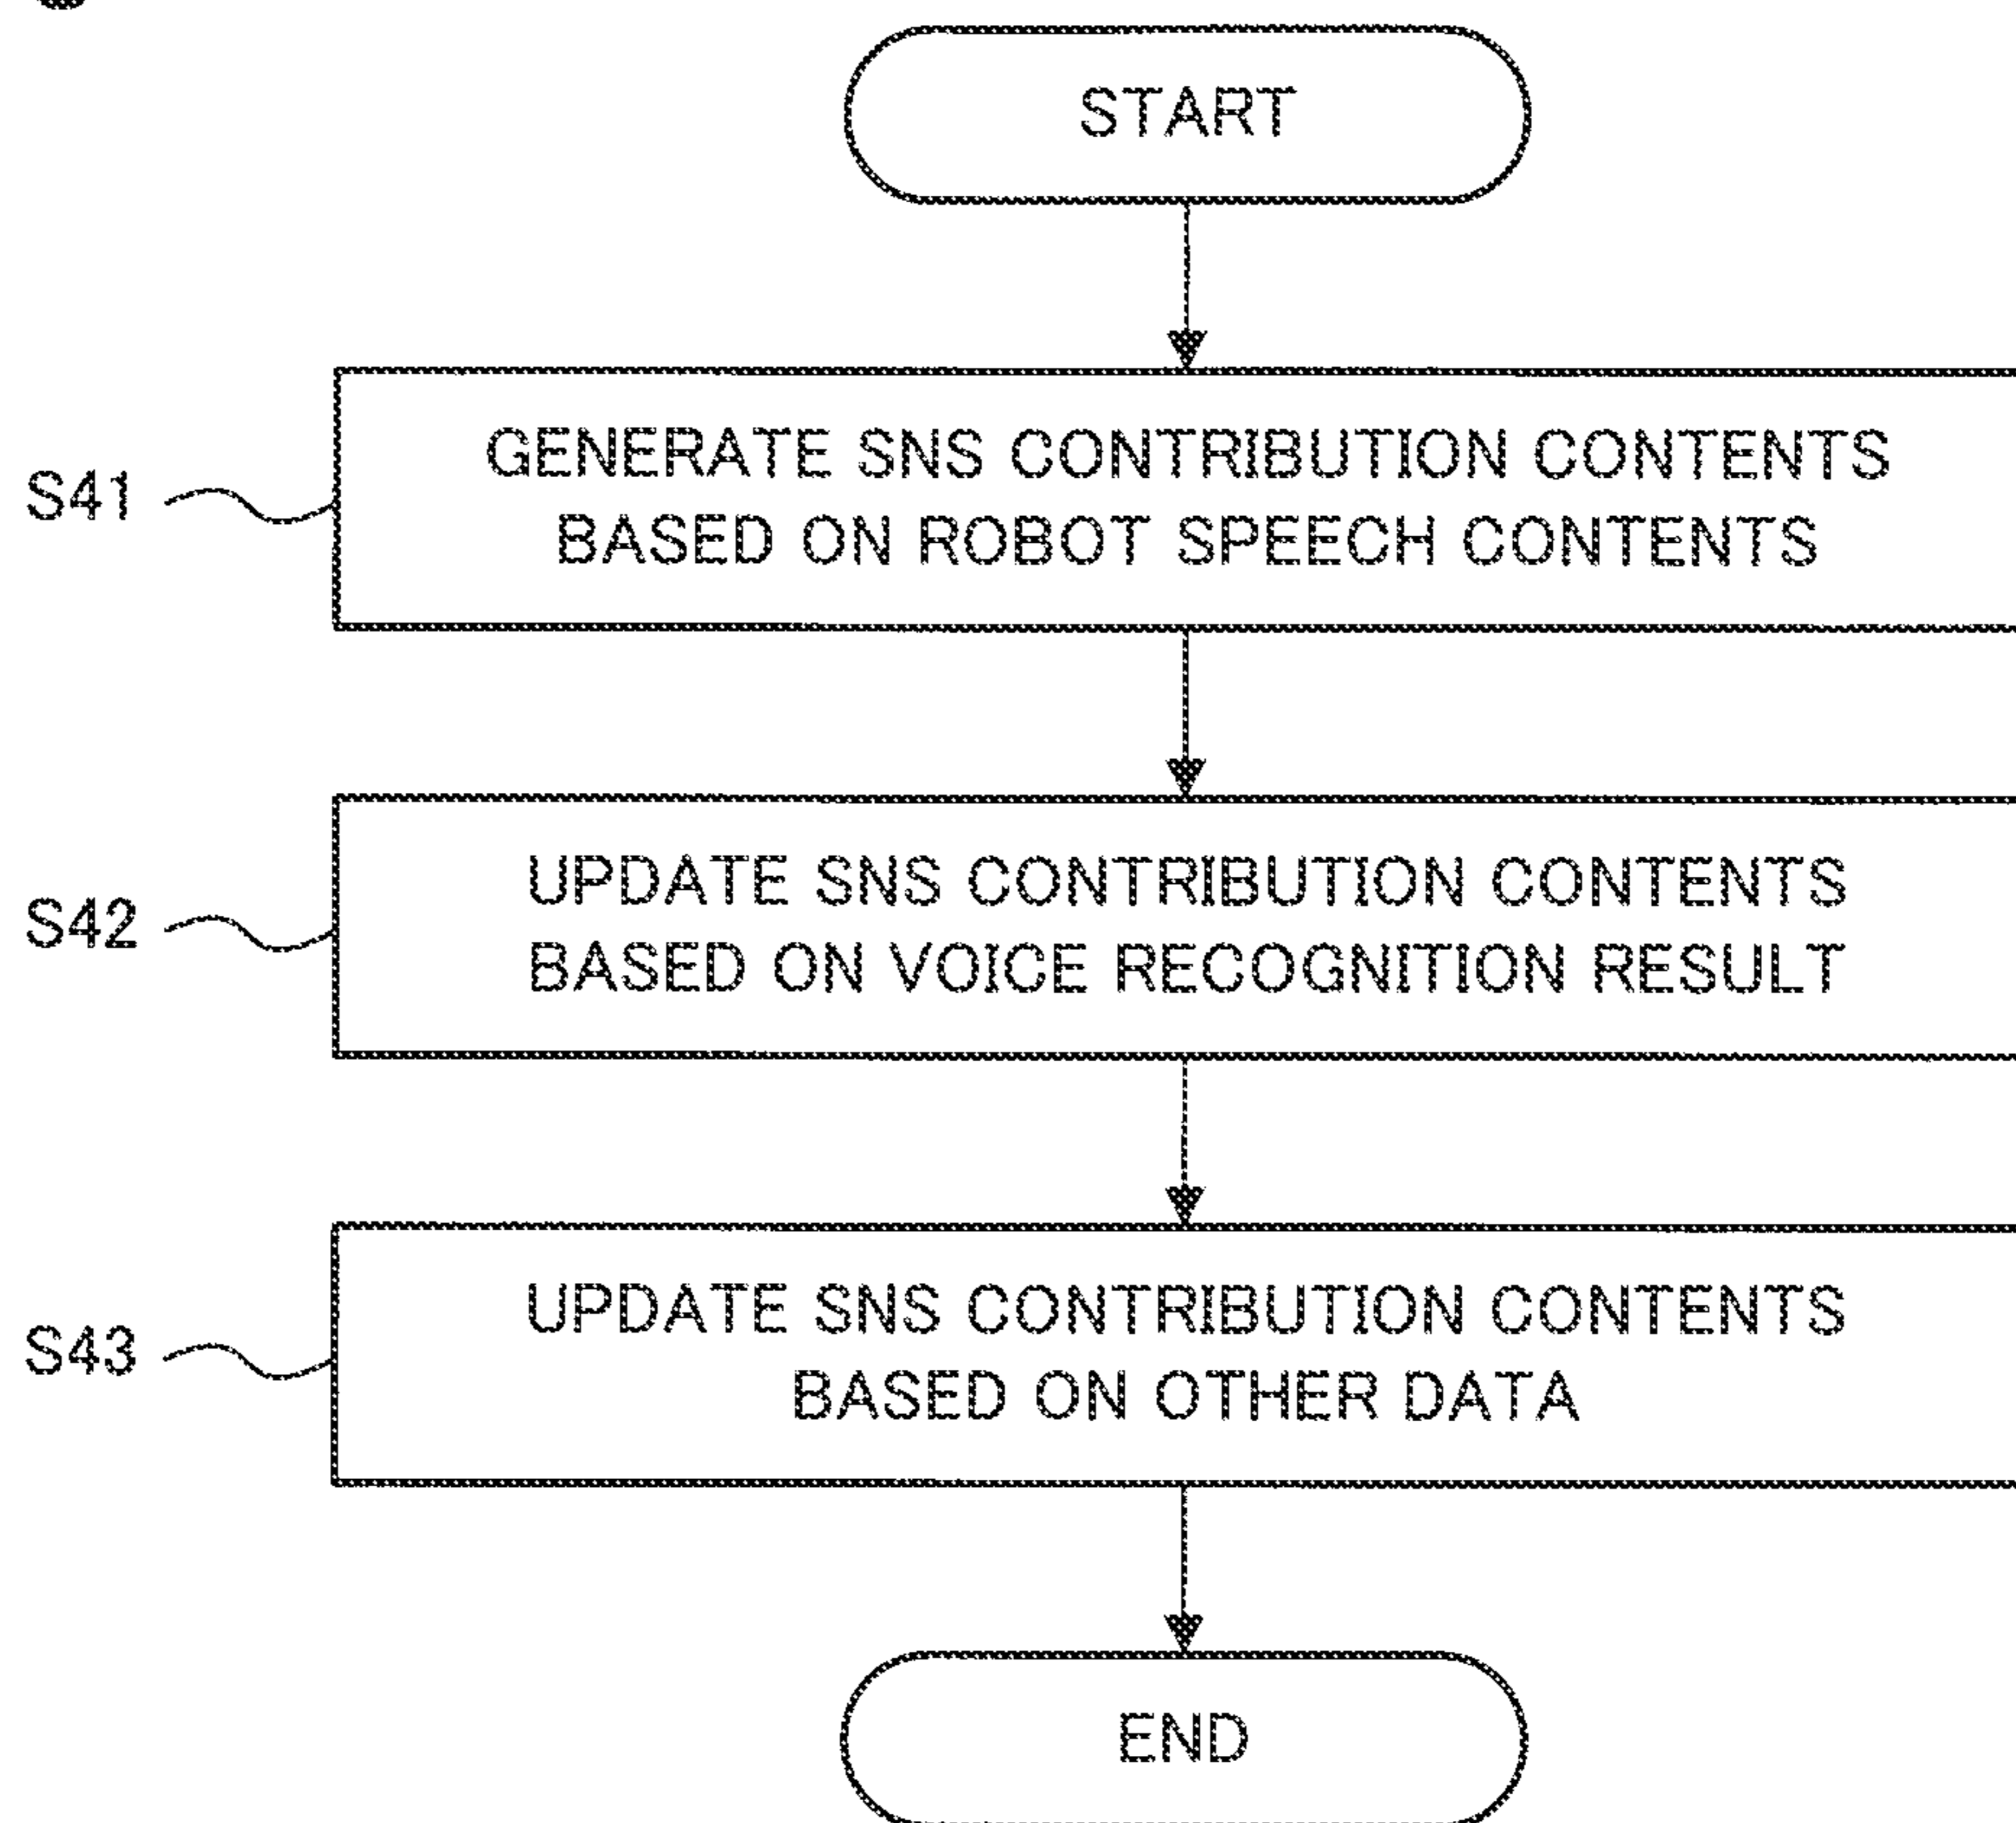 START
S41
GENERATE SNS CONTRIBUTION CONTENTS
BASED ON ROBOT SPEECH CONTENTS
S42
UPDATE SNS CONTRIBUTION CONTENTS
BASED ON VOICE RECOGNITION RESULT
S43
UPDATE SNS CONTRIBUTION CONTENTS
BASED ON OTHER DATA
END